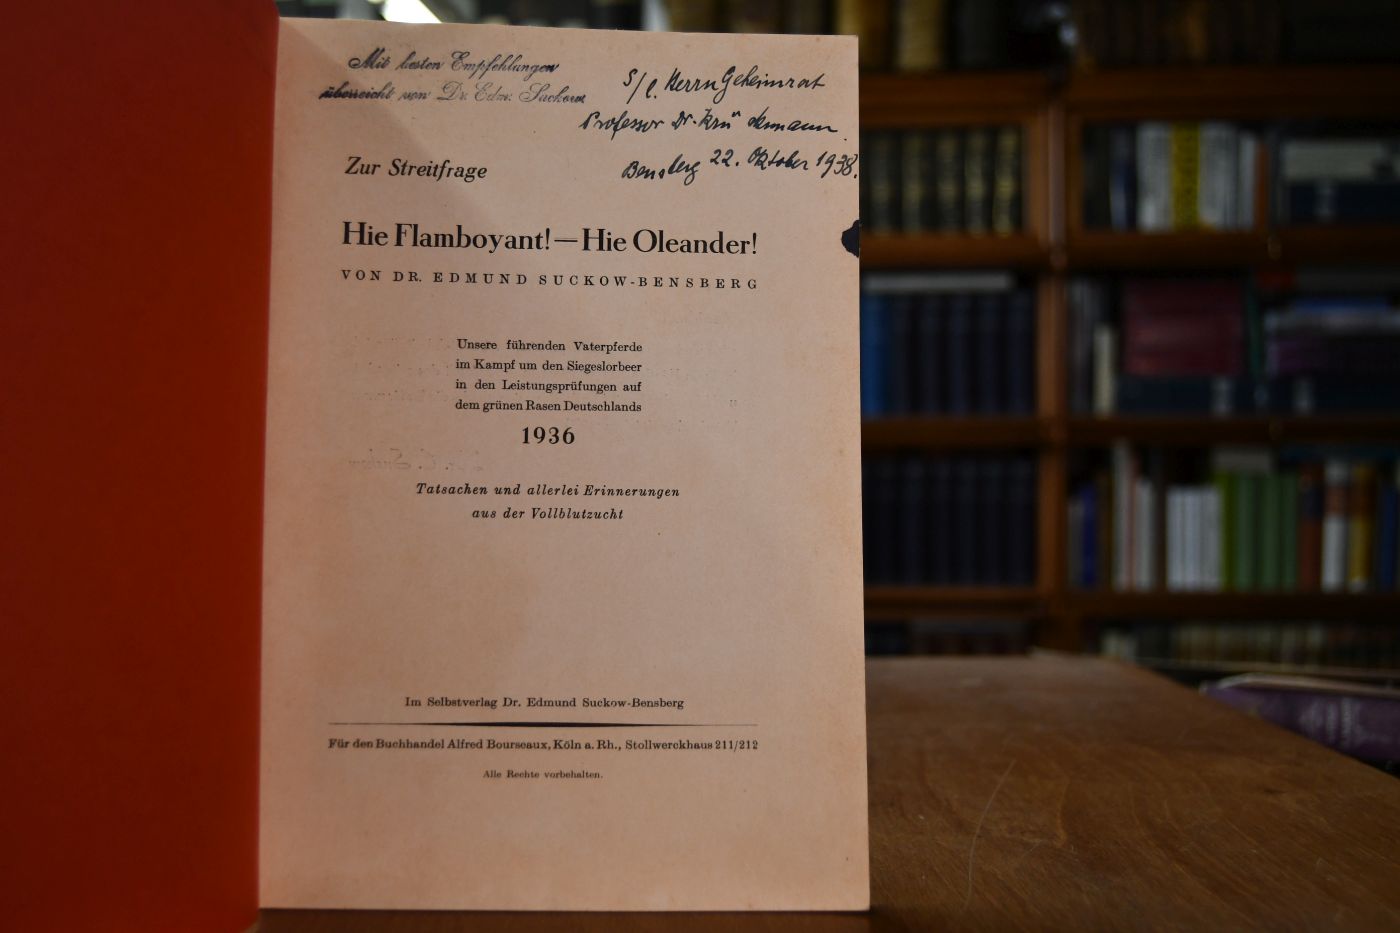 Mit besten Empfehlungen
überreicht von Dr. Edm. Suckow
S/l. Herrn Geheimrat
Professor Dr.
Bensberg 22. Oktober 1938.
Zur Streitfrage
Hie Flamboyant! — Hie Oleander!
VON DR. EDMUND SUCKOW-BENSBERG
Unsere führenden Vaterpferde
im Kampf um den Siegeslorbeer
in den Leistungsprüfungen auf
dem grünen Rasen Deutschlands
1936
Tatsachen und allerlei Erinnerungen
aus der Vollblutzucht
Im Selbstverlag Dr. Edmund Suckow-Bensberg
Für den Buchhandel Alfred Bourseaux, Köln a. Rh., Stollwerckhaus 211/212
Alle Rechte vorbehalten.